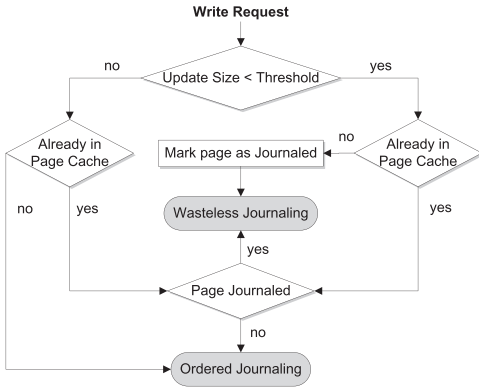 Write Request
no
yes
Update Size < Threshold
no
Already in
Page Cache
Mark page as Journaled
Already in
Page Cache
no
yes
Wasteless Journaling
yes
yes
Page Journaled
no
Ordered Journaling